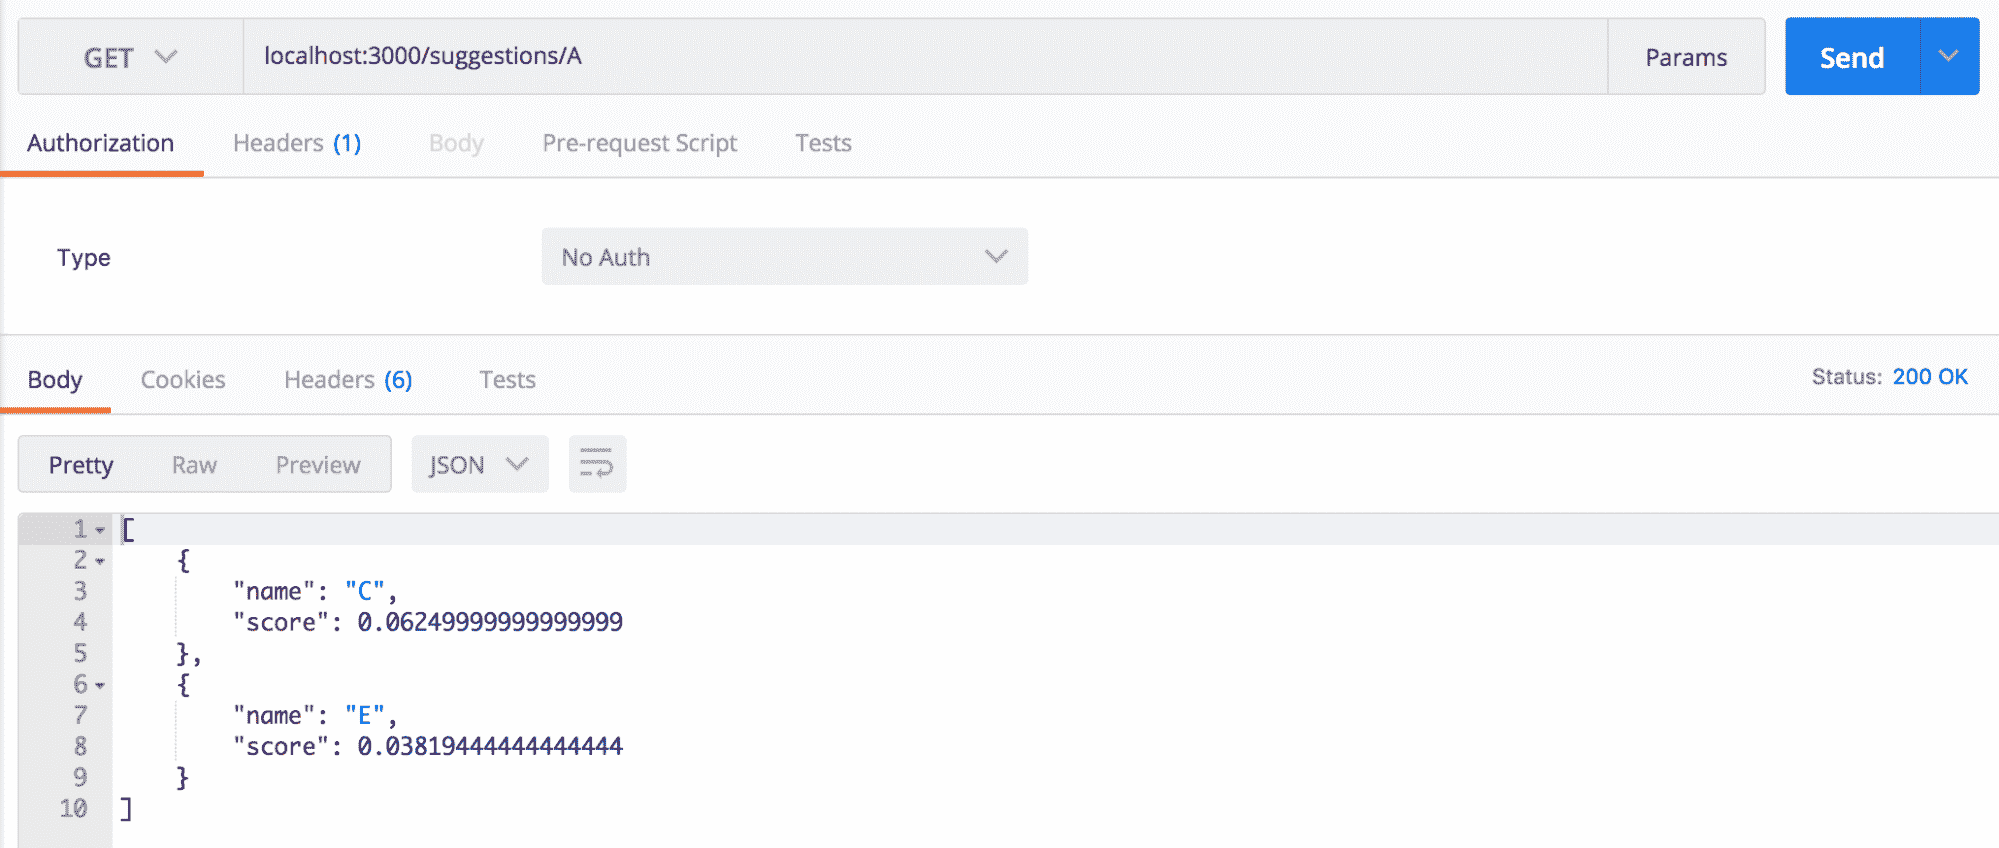 GET localhost:3000/suggestions/A Params Send
Authorization Headers (1) Body Pre-request Script Tests
Type No Auth
Body Cookies Headers (6) Tests Status: 200 OK
Pretty Raw Preview JSON
1 [
2 {
3 "name": "C",
4 "score": 0.06249999999999999
5 },
6 {
7 "name": "E",
8 "score": 0.03819444444444444
9 }
10 ]